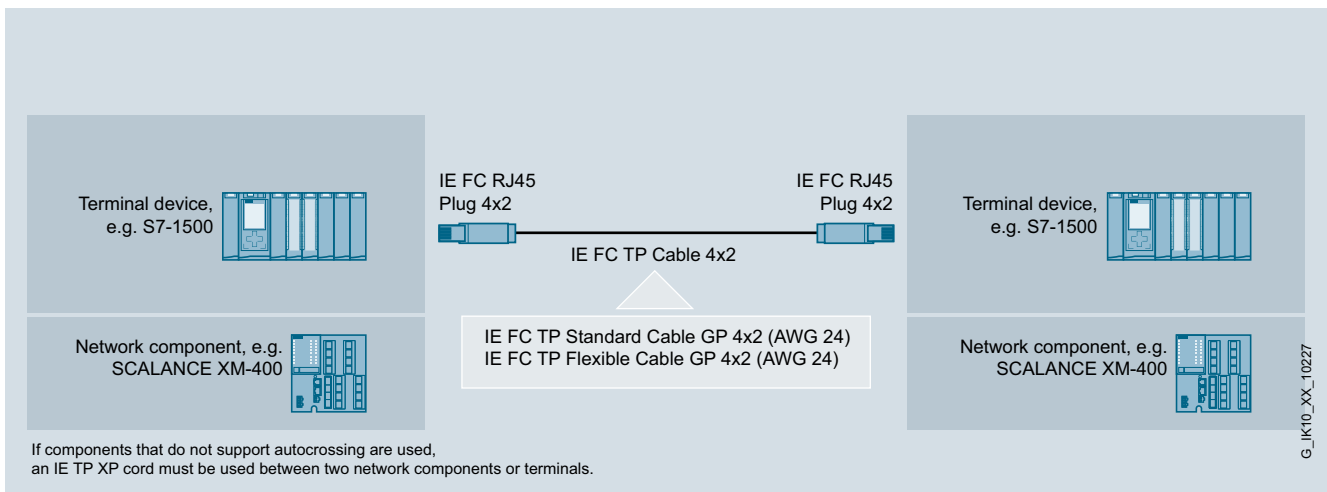 Terminal device,
e.g. S7-1500
Network component, e.g.
SCALANCE XM-400
IE FC RJ45
Plug 4x2
IE FC RJ45
Plug 4x2
IE FC TP Cable 4x2
IE FC TP Standard Cable GP 4x2 (AWG 24)
IE FC TP Flexible Cable GP 4x2 (AWG 24)
Terminal device,
e.g. S7-1500
Network component, e.g.
SCALANCE XM-400
If components that do not support autocrossing are used,
an IE TP XP cord must be used between two network components or terminals.
G_IK10_XX_10227